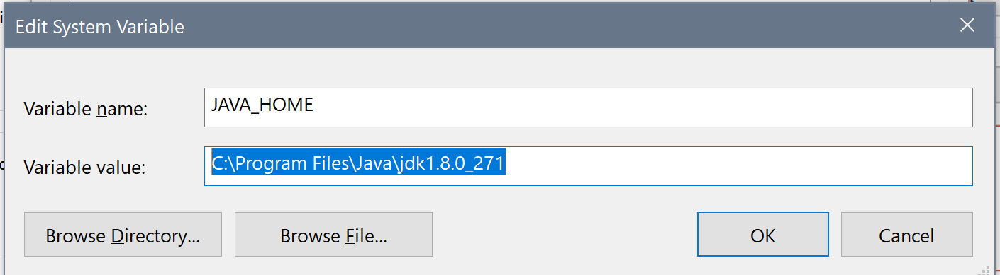 Edit System Variable
Variable name:
JAVA_HOME
Variable value:
C:\Program Files\Java\jdk1.8.0_271
Browse Directory...
Browse File...
OK
Cancel